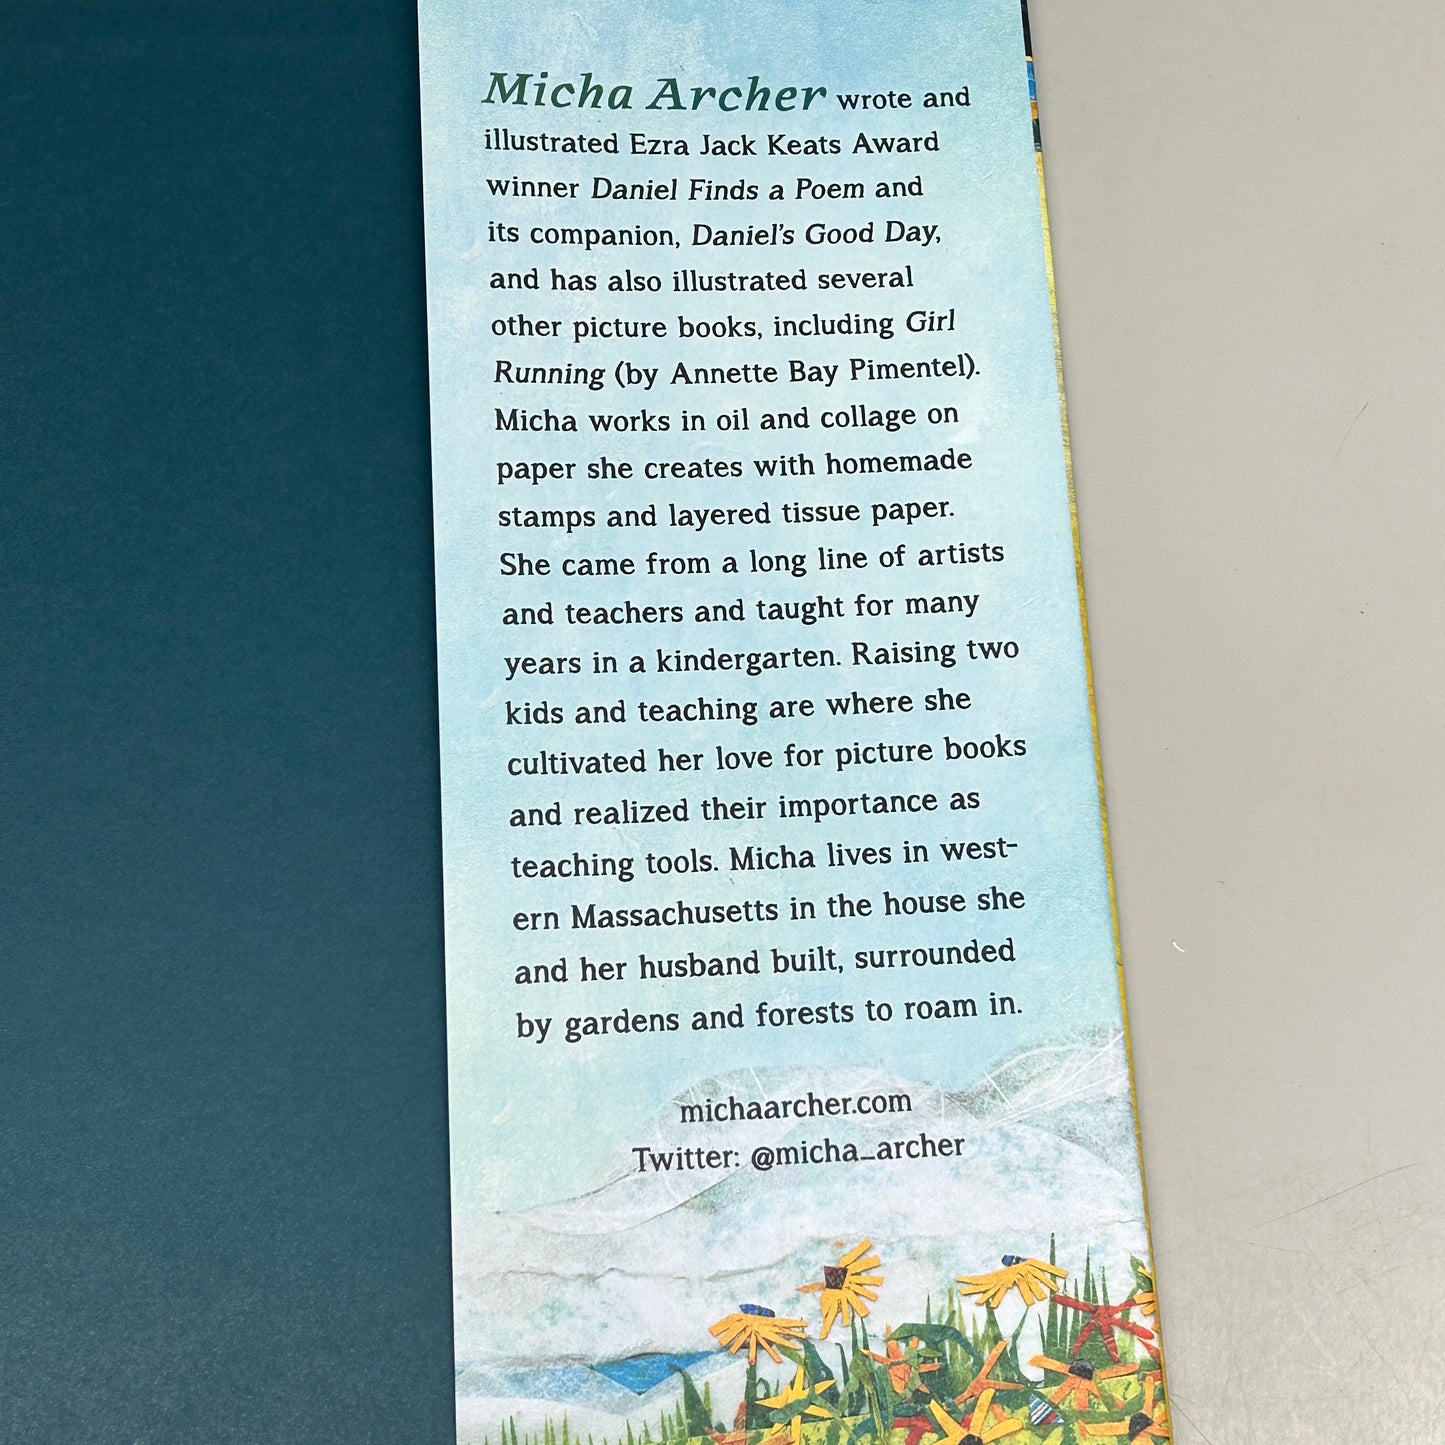 Micha Archer wrote and
illustrated Ezra Jack Keats Award
winner Daniel Finds a Poem and
its companion, Daniel's Good Day,
and has also illustrated several
other picture books, including Girl
Running (by Annette Bay Pimentel).
Micha works in oil and collage on
paper she creates with homemade
stamps and layered tissue paper.
She came from a long line of artists
and teachers and taught for many
years in a kindergarten. Raising two
kids and teaching are where she
cultivated her love for picture books
and realized their importance as
teaching tools. Micha lives in west-
ern Massachusetts in the house she
and her husband built, surrounded
by gardens and forests to roam in.
michaarcher.com
Twitter: @micha_archer